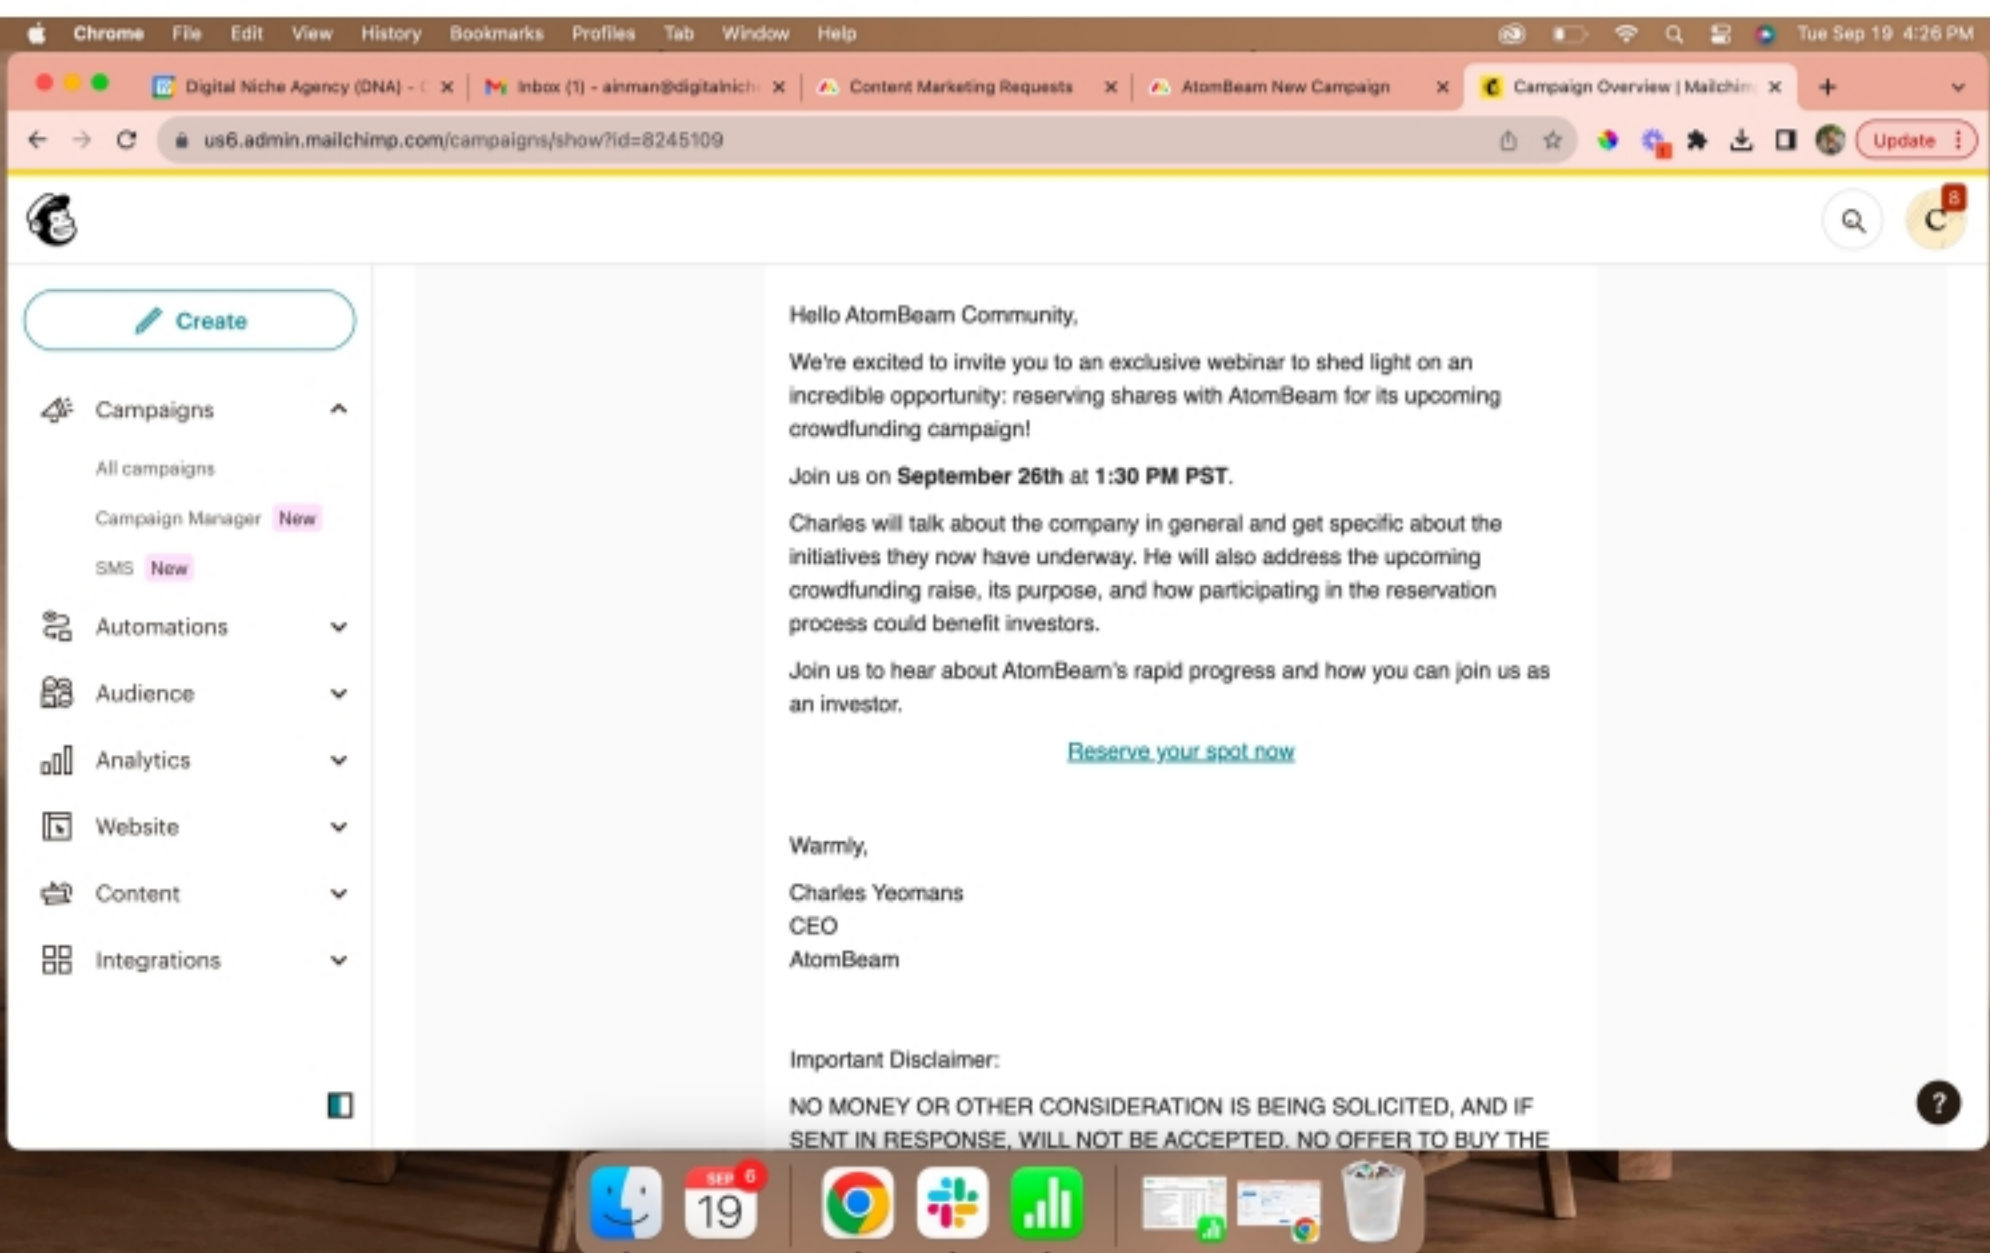 Chrome File Edit View History Bookmarks Profiles Tab Window Help Tue Sep 19 4:26 PM
Digital Niche Agency (DNA) - Inbox (1) - ainman@digitalnich Content Marketing Requests AtomBeam New Campaign Campaign Overview | Mailchim
us6.admin.mailchimp.com/campaigns/show?id=8245109 Update
C 8
Create
Campaigns
All campaigns
Campaign Manager New
SMS New
Automations
Audience
Analytics
Website
Content
Integrations
Hello AtomBeam Community,
We're excited to invite you to an exclusive webinar to shed light on an
incredible opportunity: reserving shares with AtomBeam for its upcoming
crowdfunding campaign!
Join us on September 26th at 1:30 PM PST.
Charles will talk about the company in general and get specific about the
initiatives they now have underway. He will also address the upcoming
crowdfunding raise, its purpose, and how participating in the reservation
process could benefit investors.
Join us to hear about AtomBeam's rapid progress and how you can join us as
an investor.
Reserve your spot now
Warmly,
Charles Yeomans
CEO
AtomBeam
Important Disclaimer:
NO MONEY OR OTHER CONSIDERATION IS BEING SOLICITED, AND IF
SENT IN RESPONSE, WILL NOT BE ACCEPTED. NO OFFER TO BUY THE
?
SEP 6
19